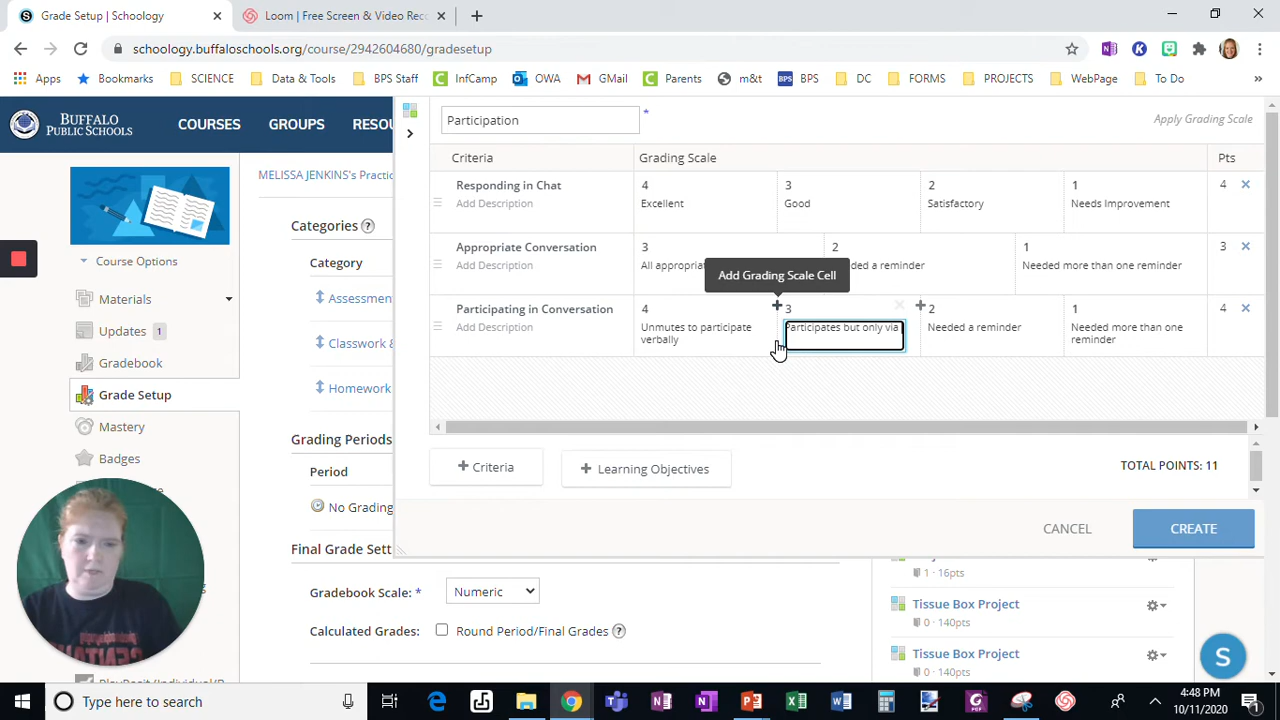 Grade Setup | Schoology
Loom | Free Screen & Video Rec
schoology.buffaloschools.org/course/2942604680/gradesetup
Apps
Bookmarks
SCIENCE
Data & Tools
BPS Staff
InfCamp
OWA
GMail
Parents
m&t
BPS
DC
FORMS
PROJECTS
WebPage
To Do
BUFFALO
PUBLIC SCHOOLS
COURSES
GROUPS
Participation
*
Apply Grading Scale
Criteria
Grading Scale
Pts
MELISSA JENKINS's
Responding in Chat
Add Description
4
Excellent
3
Good
2
Satisfactory
1
Needs Improvement
4
Categories
Category
Appropriate Conversation
Add Description
3
2
1
Needed more than one reminder
3
Add Grading Scale Cell
Participating in Conversation
Add Description
4
Unmutes to participate
verbally
3
Participates but only via
2
Needed a reminder
1
Needed more than one
reminder
4
Course Options
Materials
Updates 1
Gradebook
Grade Setup
Mastery
Badges
Classwork &
Homework
Grading Periods
Period
No Grading
Criteria
Learning Objectives
TOTAL POINTS: 11
CANCEL
CREATE
Gradebook Scale: *
Numeric
Calculated Grades:
Round Period/Final Grades
1 · 16pts
Tissue Box Project
0 · 140pts
Tissue Box Project
0 · 140pts
S
Type here to search
4:48 PM
10/11/2020